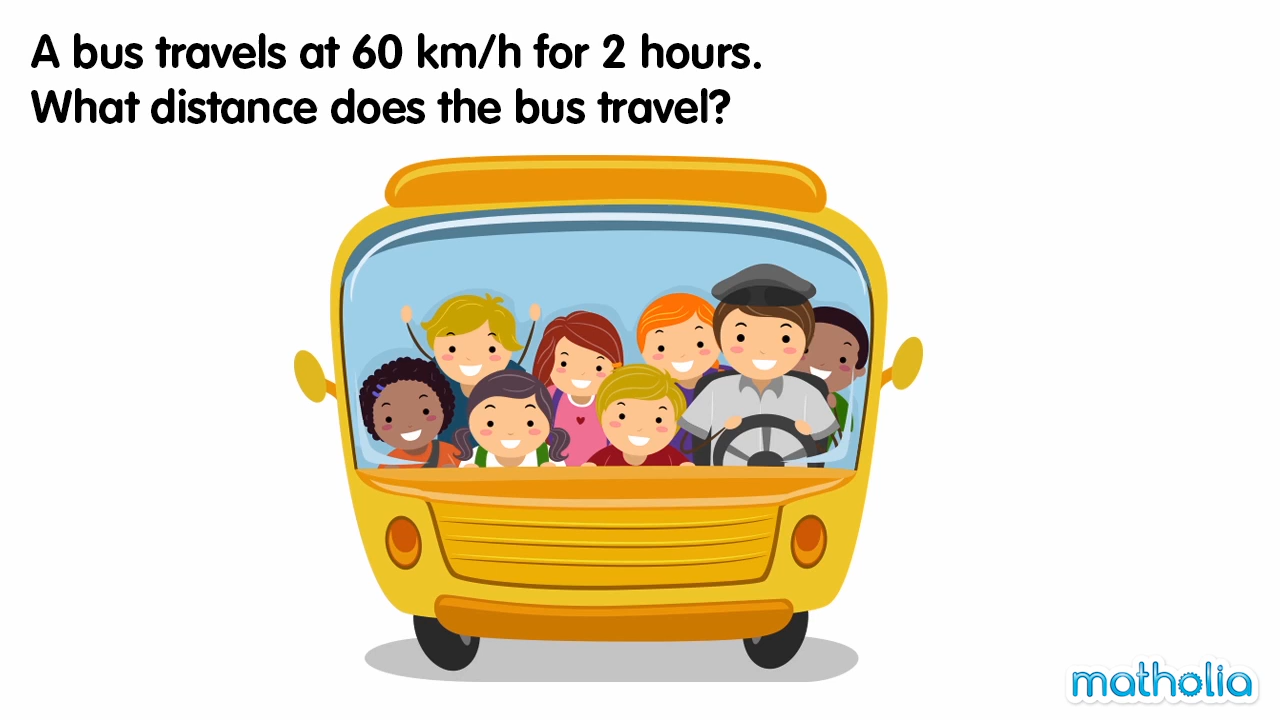 A bus travels at 60 km/h for 2 hours.
What distance does the bus travel?
matholia